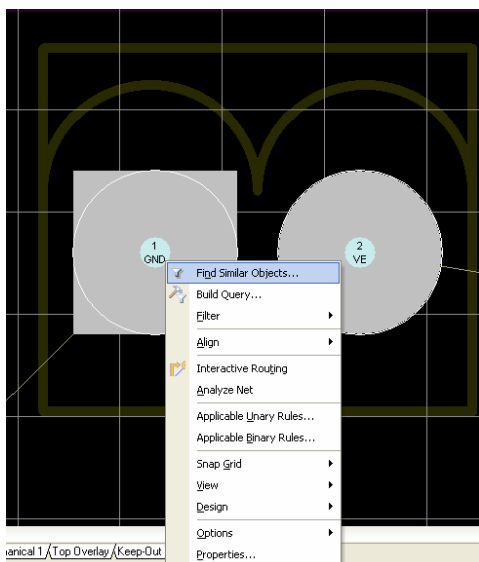 1
GND
2
VE
Find Similar Objects...
Build Query...
Filter
Align
Interactive Routing
Analyze Net
Applicable Unary Rules...
Applicable Binary Rules...
Snap Grid
View
Design
Options
Properties...
anical 1 / Top Overlay / Keep-Out